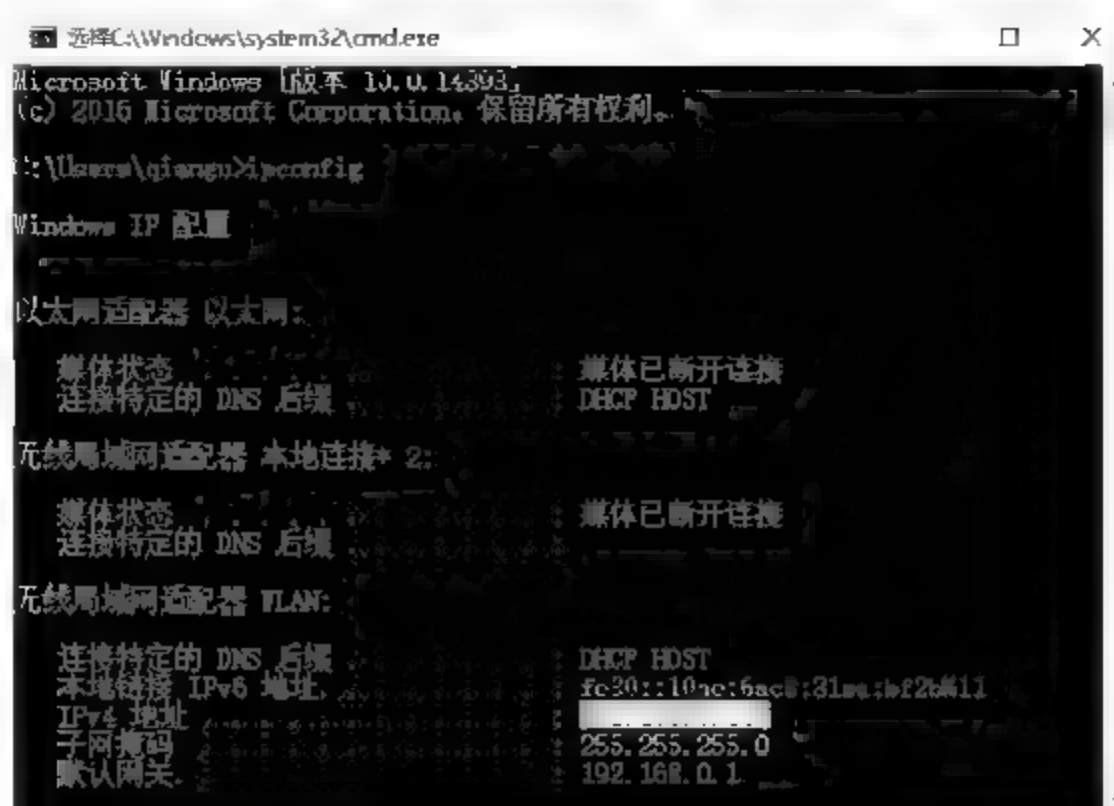 选择C:\Windows\system32\cmd.exe
Microsoft Windows [版本 10.0.14393]
(c) 2016 Microsoft Corporation。保留所有权利。
C:\Users\qiangu>ipconfig
Windows IP 配置
以太网适配器 以太网:
媒体状态 媒体已断开连接
连接特定的 DNS 后缀 DHCP HOST
无线局域网适配器 本地连接* 2:
媒体状态 媒体已断开连接
连接特定的 DNS 后缀
无线局域网适配器 WLAN:
连接特定的 DNS 后缀 DHCP HOST
本地链接 IPv6 地址.
IPv4 地址
子网掩码 255.255.255.0
默认网关. 192.168.0.1